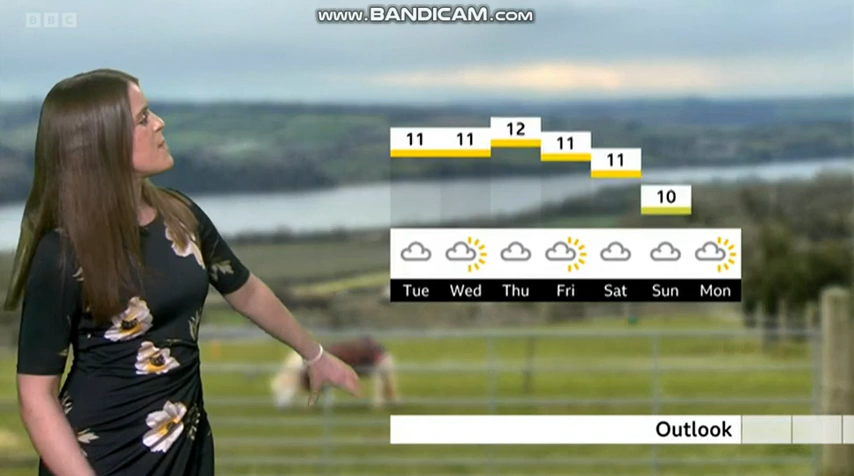 BBC
www.BANDICAM.com
11 11 12 11 11 10
Tue Wed Thu Fri Sat Sun Mon
Outlook